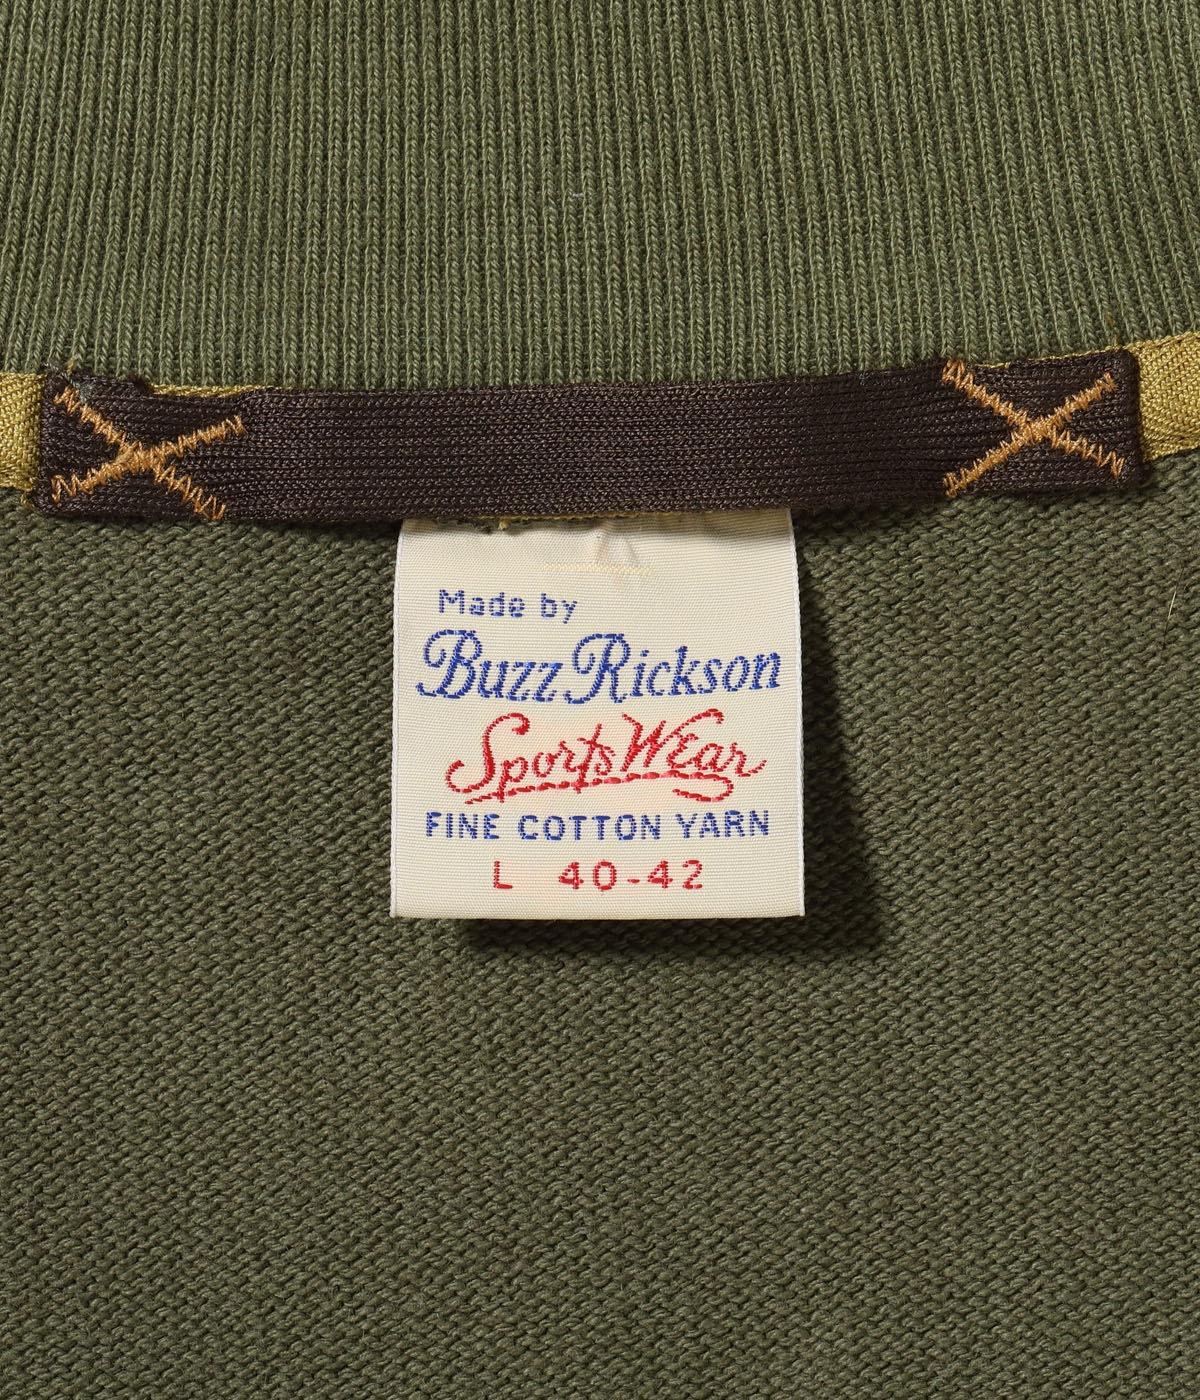 Made by
Buzz Rickson
Sports Wear
FINE COTTON YARN
L 40-42